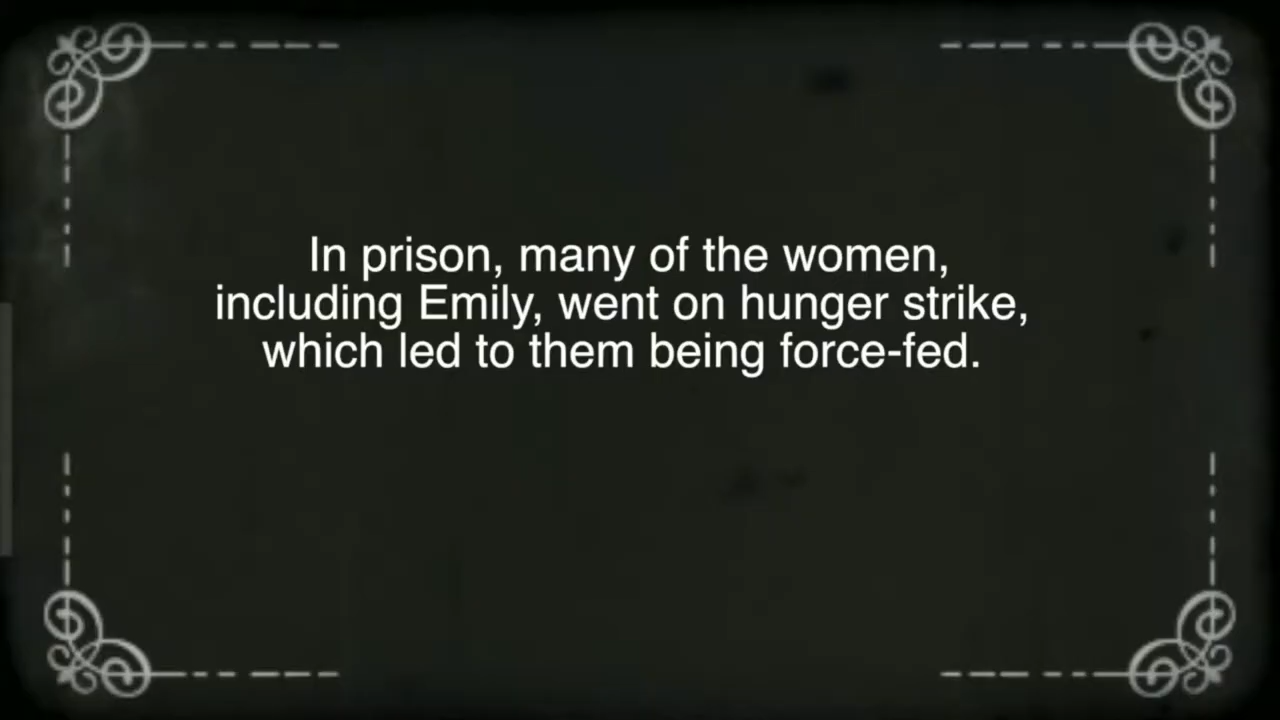 In prison, many of the women,
including Emily, went on hunger strike,
which led to them being force-fed.